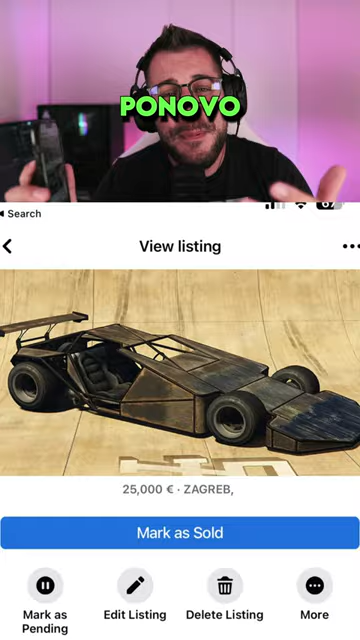 PONOVO
Search
View listing
25,000 € · ZAGREB,
Mark as Sold
Mark as
Pending
Edit Listing
Delete Listing
More